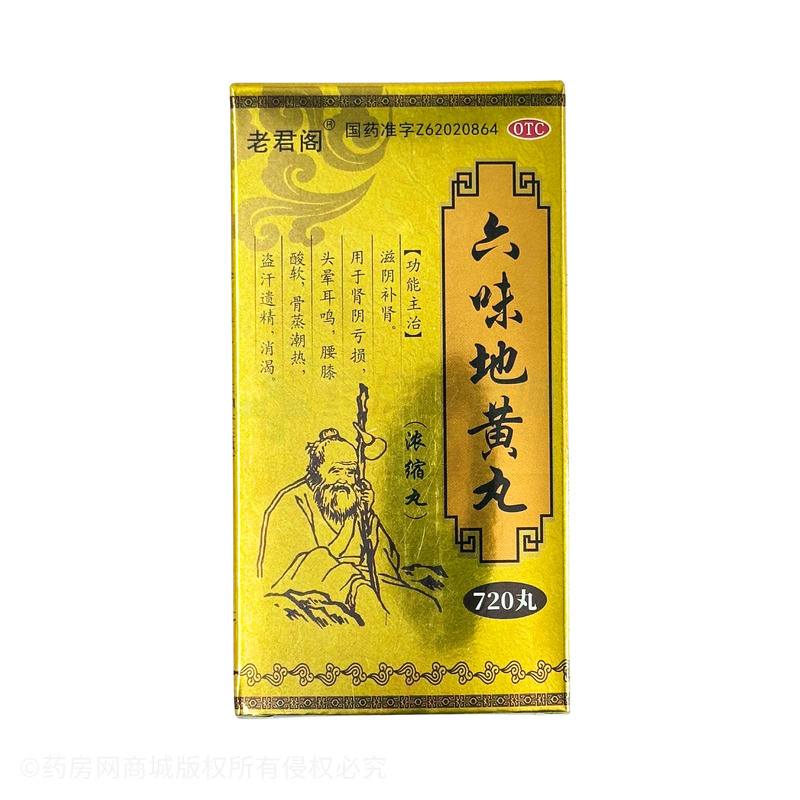 老君阁® 国药准字Z62020864 OTC
六味地黄丸
(浓缩丸)
720丸
【功能主治】
滋阴补肾。
用于肾阴亏损，
头晕耳鸣，腰膝
酸软，骨蒸潮热，
盗汗遗精，消渴。
©药房网商城版权所有侵权必究